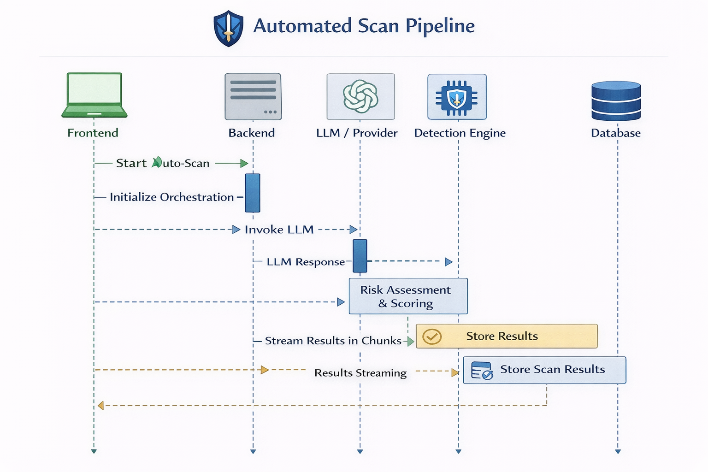 Automated Scan Pipeline
Frontend
Backend
LLM / Provider
Detection Engine
Database
Start Auto-Scan
Initialize Orchestration
Invoke LLM
LLM Response
Risk Assessment
& Scoring
Stream Results in Chunks
Store Results
Results Streaming
Store Scan Results